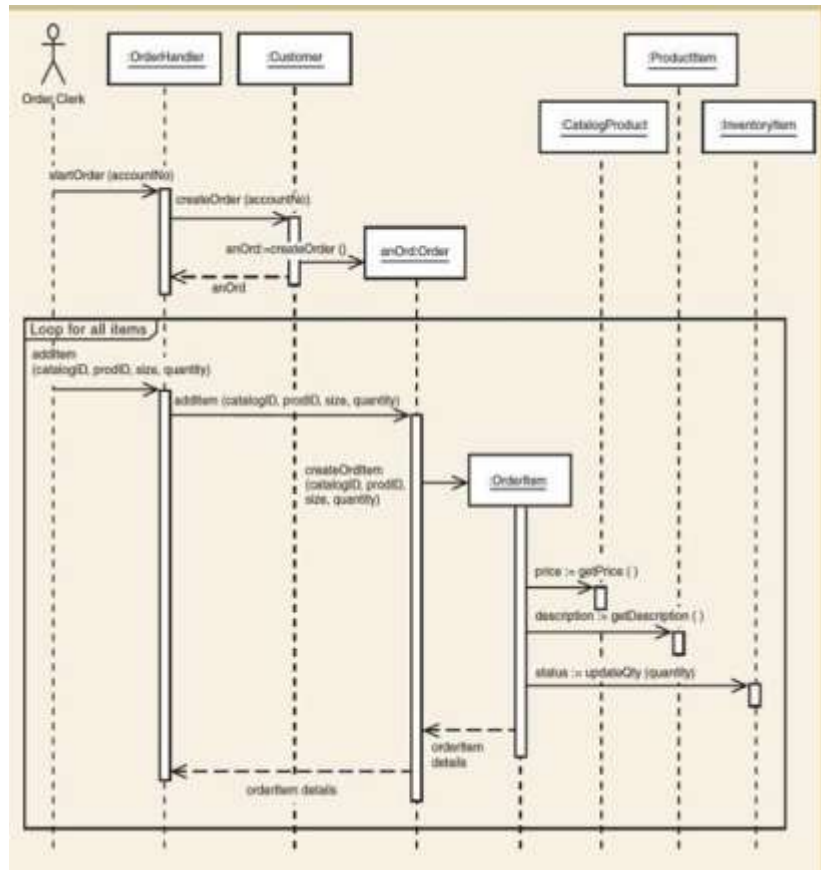 :OrderHandler
:Customer
:ProductItem
Order Clerk
:CatalogProduct
:InventoryItem
startOrder (accountNo)
createOrder (accountNo)
anOrd:=createOrder ()
anOrd:Order
anOrd
Loop for all items
addItem
(catalogID, prodID, size, quantity)
addItem (catalogID, prodID, size, quantity)
createOrdItem
(catalogID, prodID,
size, quantity)
:OrderItem
price := getPrice ( )
description := getDescription ( )
status := updateQty (quantity)
orderItem
details
orderItem details